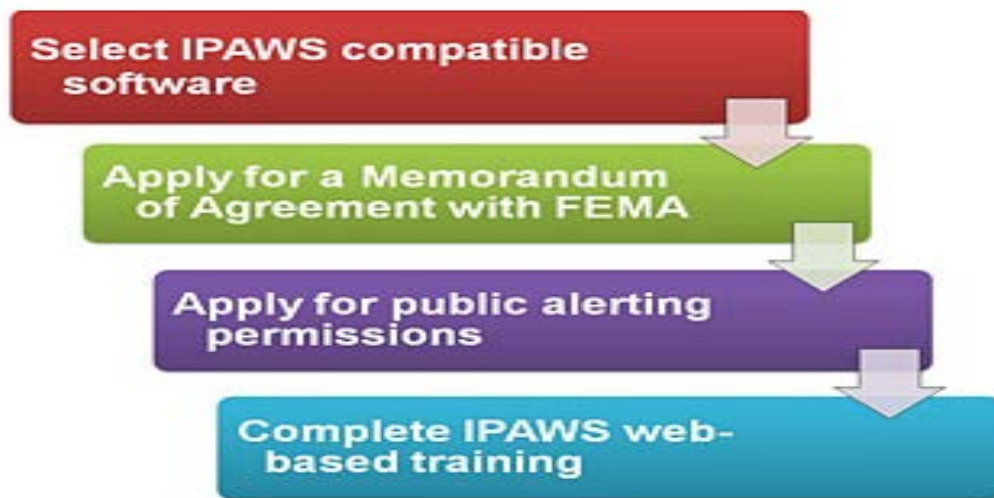 Select IPAWS compatible
software
Apply for a Memorandum
of Agreement with FEMA
Apply for public alerting
permissions
Complete IPAWS web-
based training